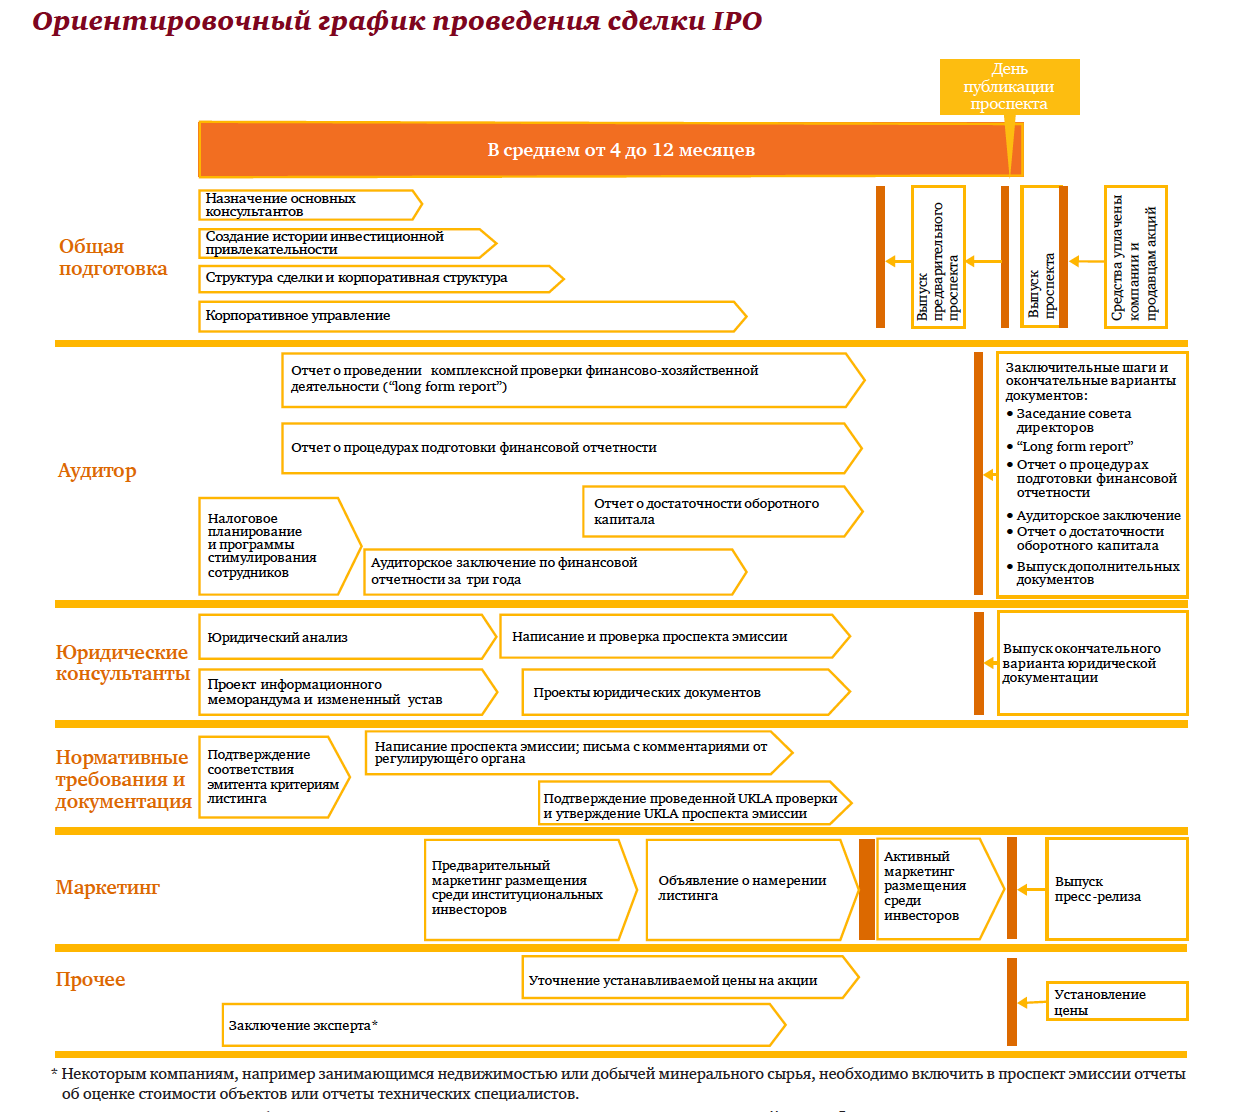 Ориентировочный график проведения сделки IPO
День
публикации
проспекта
В среднем от 4 до 12 месяцев
Общая
подготовка
Назначение основных
консультантов
Создание истории инвестиционной
привлекательности
Структура сделки и корпоративная структура
Корпоративное управление
Выпуск
предварительного
проспекта
Выпуск
проспекта
Средства уплачены
компании и
продавцам акций
Аудитор
Отчет о проведении комплексной проверки финансово-хозяйственной
деятельности (“long form report”)
Отчет о процедурах подготовки финансовой отчетности
Отчет о достаточности оборотного
капитала
Налоговое
планирование
и программы
стимулирования
сотрудников
Аудиторское заключение по финансовой
отчетности за три года
Заключительные шаги и
окончательные варианты
документов:
• Заседание совета
директоров
• “Long form report”
• Отчет о процедурах
подготовки финансовой
отчетности
• Аудиторское заключение
• Отчет о достаточности
оборотного капитала
• Выпуск дополнительных
документов
Юридические
консультанты
Юридический анализ
Написание и проверка проспекта эмиссии
Проект информационного
меморандума и измененный устав
Проекты юридических документов
Выпуск окончательного
варианта юридической
документации
Нормативные
требования и
документация
Подтверждение
соответствия
эмитента критериям
листинга
Написание проспекта эмиссии; письма с комментариями от
регулирующего органа
Подтверждение проведенной UKLA проверки
и утверждение UKLA проспекта эмиссии
Маркетинг
Предварительный
маркетинг размещения
среди институциональных
инвесторов
Объявление о намерении
листинга
Активный
маркетинг
размещения
среди
инвесторов
Выпуск
пресс-релиза
Прочее
Уточнение устанавливаемой цены на акции
Заключение эксперта*
Установление
цены
* Некоторым компаниям, например занимающимся недвижимостью или добычей минерального сырья, необходимо включить в проспект эмиссии отчеты
об оценке стоимости объектов или отчеты технических специалистов.